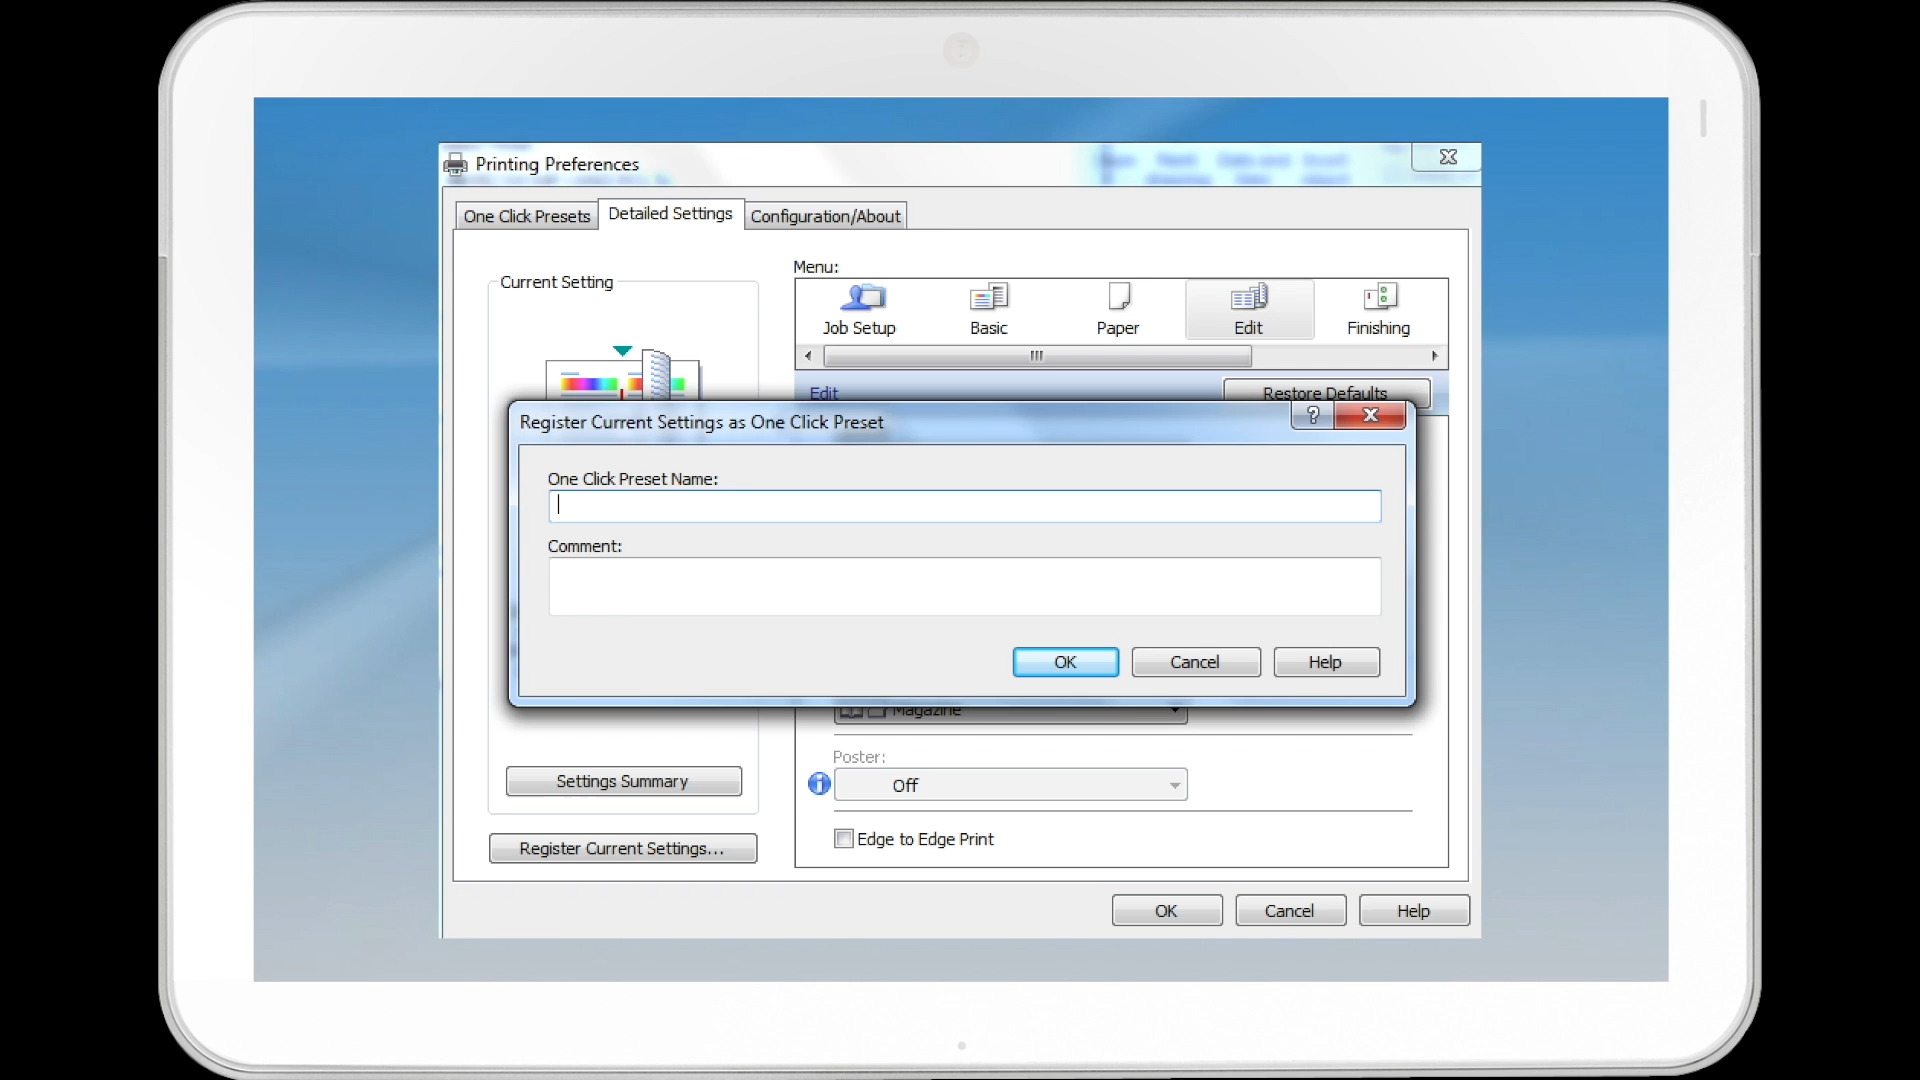 Printing Preferences
One Click Presets
Detailed Settings
Configuration/About
Current Setting
Menu:
Job Setup
Basic
Paper
Edit
Finishing
Edit
Restore Defaults
Register Current Settings as One Click Preset
?
One Click Preset Name:
Comment:
OK
Cancel
Help
Magazine
Poster:
Off
Settings Summary
Edge to Edge Print
Register Current Settings...
OK
Cancel
Help